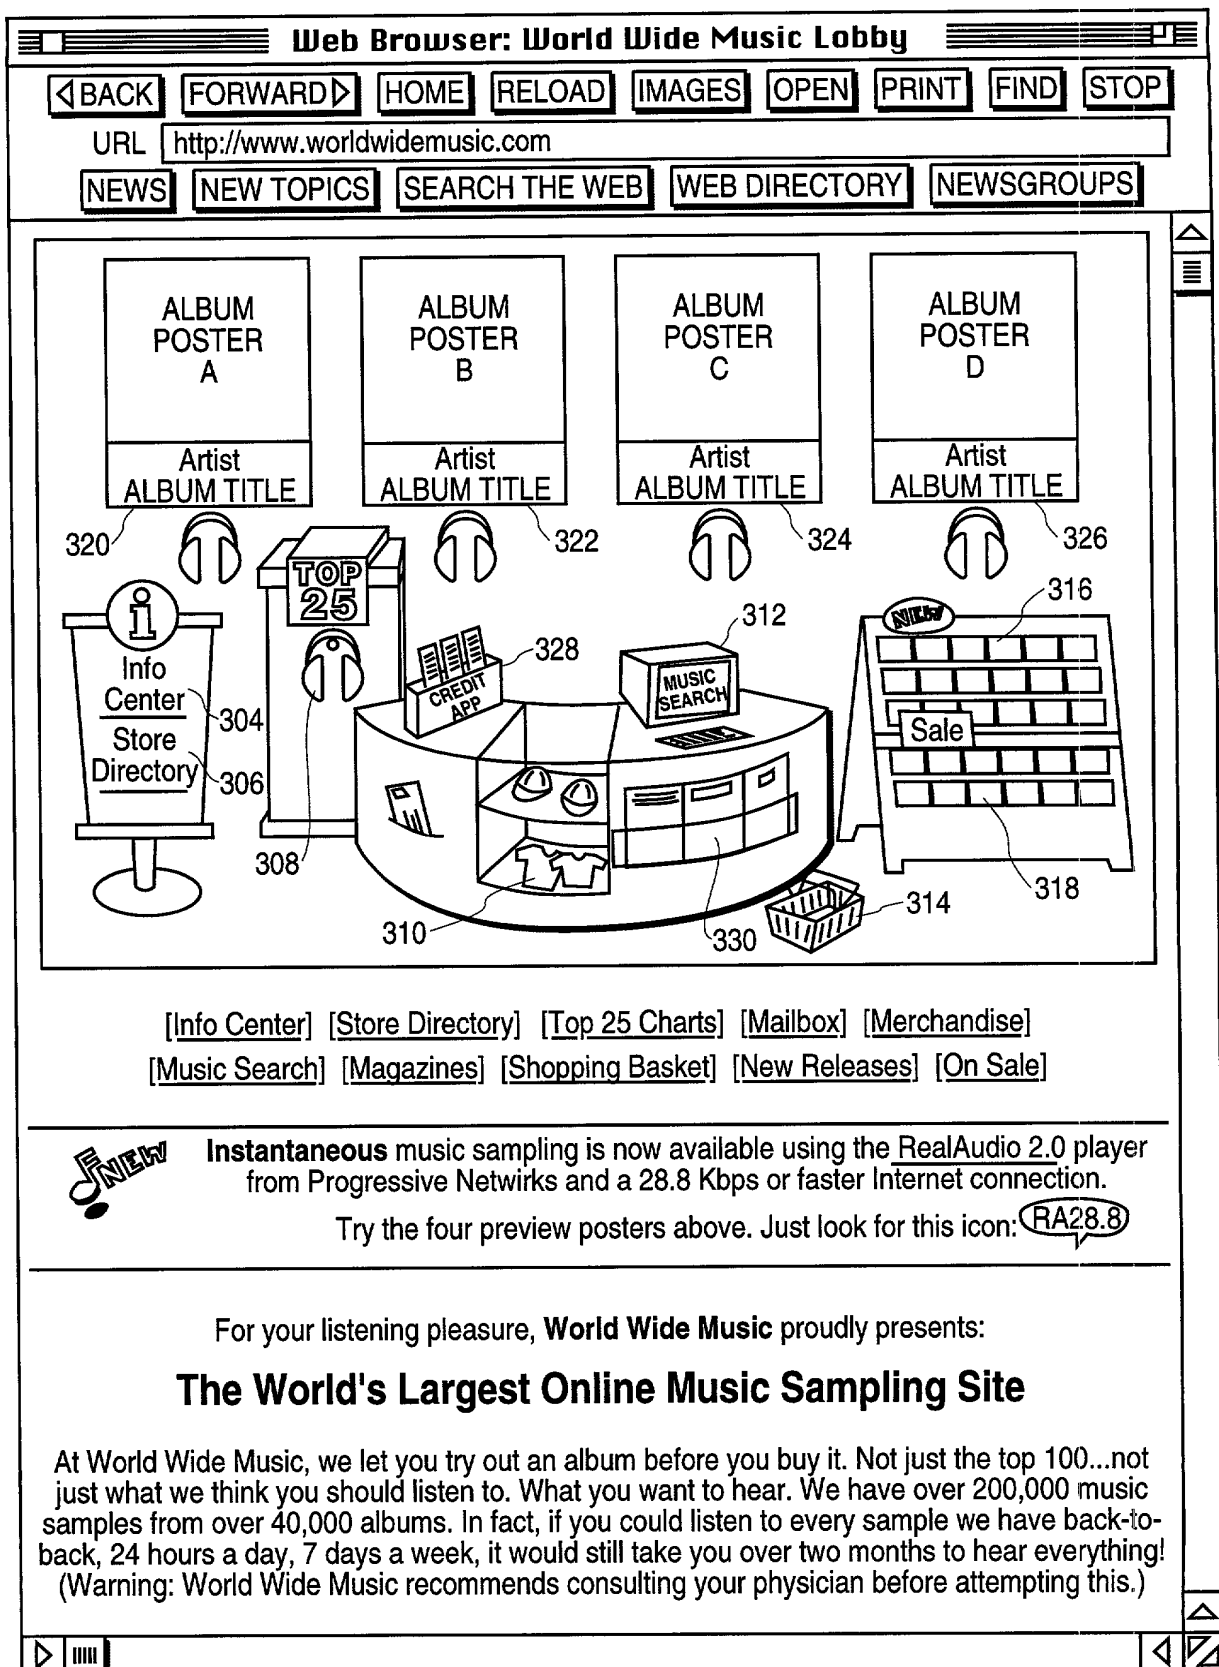 Web Browser: World Wide Music Lobby
BACK FORWARD HOME RELOAD IMAGES OPEN PRINT FIND STOP
URL http://www.worldwidemusic.com
NEWS NEW TOPICS SEARCH THE WEB WEB DIRECTORY NEWSGROUPS
ALBUM POSTER A
Artist
ALBUM TITLE
320
ALBUM POSTER B
Artist
ALBUM TITLE
322
ALBUM POSTER C
Artist
ALBUM TITLE
324
ALBUM POSTER D
Artist
ALBUM TITLE
326
i
Info
Center
304
Store
Directory
306
TOP
25
308
CREDIT
APP
328
MUSIC
SEARCH
312
NEW
316
Sale
318
310
330
314
[Info Center] [Store Directory] [Top 25 Charts] [Mailbox] [Merchandise]
[Music Search] [Magazines] [Shopping Basket] [New Releases] [On Sale]
NEW
Instantaneous music sampling is now available using the RealAudio 2.0 player
from Progressive Netwirks and a 28.8 Kbps or faster Internet connection.
Try the four preview posters above. Just look for this icon: RA28.8
For your listening pleasure, World Wide Music proudly presents:
The World's Largest Online Music Sampling Site
At World Wide Music, we let you try out an album before you buy it. Not just the top 100...not
just what we think you should listen to. What you want to hear. We have over 200,000 music
samples from over 40,000 albums. In fact, if you could listen to every sample we have back-to-
back, 24 hours a day, 7 days a week, it would still take you over two months to hear everything!
(Warning: World Wide Music recommends consulting your physician before attempting this.)